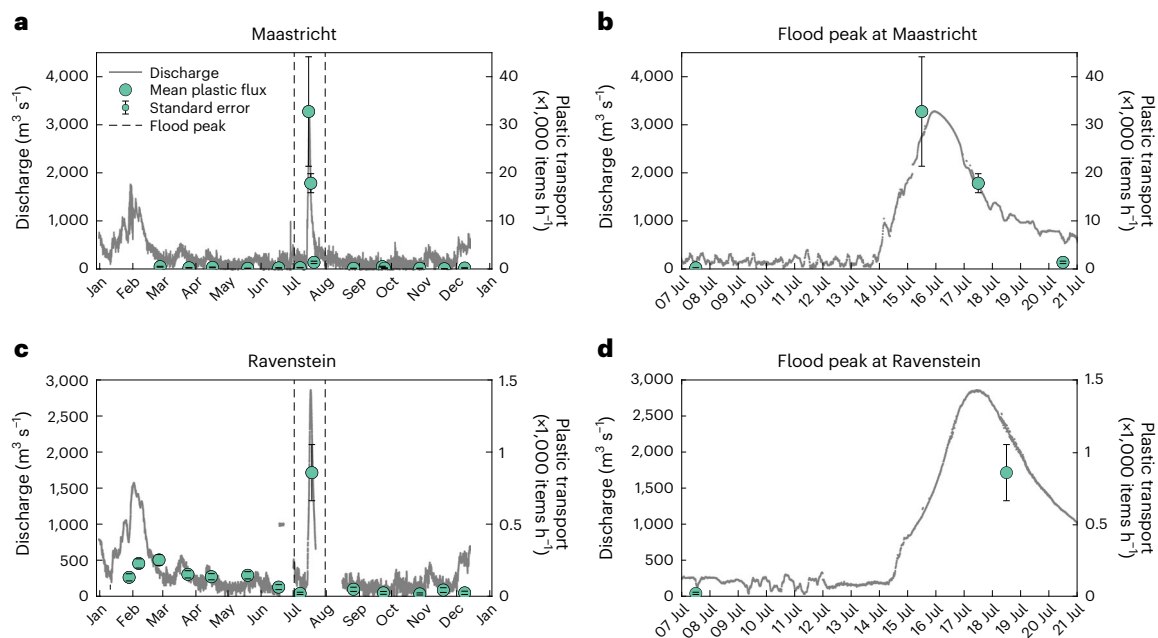 a
Maastricht
Discharge (m³ s⁻¹)
4,000
3,000
2,000
1,000
0
Discharge
Mean plastic flux
Standard error
Flood peak
40
30
20
10
0
Plastic transport
(×1,000 items h⁻¹)
Jan Feb Mar Apr May Jun Jul Aug Sep Oct Nov Dec Jan
b
Flood peak at Maastricht
Discharge (m³ s⁻¹)
4,000
3,000
2,000
1,000
0
40
30
20
10
0
Plastic transport
(×1,000 items h⁻¹)
07 Jul 08 Jul 09 Jul 10 Jul 11 Jul 12 Jul 13 Jul 14 Jul 15 Jul 16 Jul 17 Jul 18 Jul 19 Jul 20 Jul 21 Jul
c
Ravenstein
Discharge (m³ s⁻¹)
3,000
2,500
2,000
1,500
1,000
500
0
1.5
1
0.5
0
Plastic transport
(×1,000 items h⁻¹)
Jan Feb Mar Apr May Jun Jul Aug Sep Oct Nov Dec Jan
d
Flood peak at Ravenstein
Discharge (m³ s⁻¹)
3,000
2,500
2,000
1,500
1,000
500
0
1.5
1
0.5
0
Plastic transport
(×1,000 items h⁻¹)
07 Jul 08 Jul 09 Jul 10 Jul 11 Jul 12 Jul 13 Jul 14 Jul 15 Jul 16 Jul 17 Jul 18 Jul 19 Jul 20 Jul 21 Jul